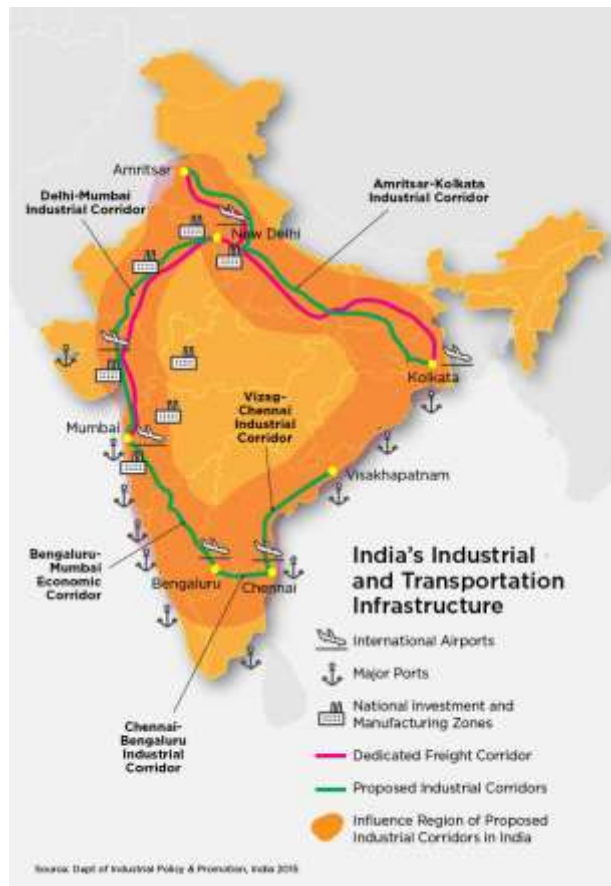 Amritsar
Delhi-Mumbai
Industrial Corridor
Amritsar-Kolkata
Industrial Corridor
New Delhi
Kolkata
Vizag-
Chennai
Industrial
Corridor
Mumbai
Visakhapatnam
Bengaluru-
Mumbai
Economic
Corridor
Bengaluru
Chennai
Chennai-
Bengaluru
Industrial
Corridor
India's Industrial
and Transportation
Infrastructure
International Airports
Major Ports
National Investment and
Manufacturing Zones
Dedicated Freight Corridor
Proposed Industrial Corridors
Influence Region of Proposed
Industrial Corridors in India
Source: Dept of Industrial Policy & Promotion, India 2015